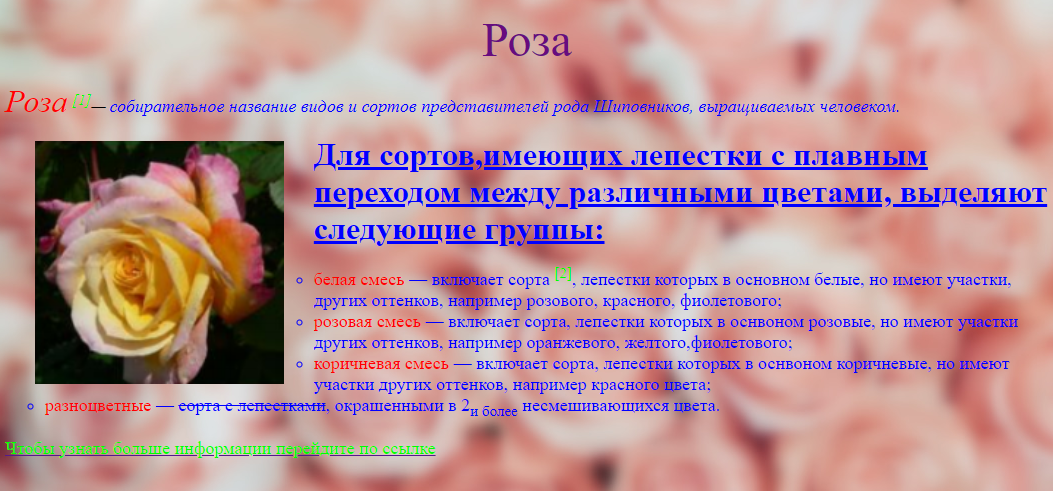 Роза
Роза [1]— собирательное название видов и сортов представителей рода Шиповников, выращиваемых человеком.
Для сортов,имеющих лепестки с плавным
переходом между различными цветами, выделяют
следующие группы:
белая смесь — включает сорта [2], лепестки которых в основном белые, но имеют участки,
других оттенков, например розового, красного, фиолетового;
розовая смесь — включает сорта, лепестки которых в оснвоном розовые, но имеют участки
других оттенков, например оранжевого, желтого,фиолетового;
коричневая смесь — включает сорта, лепестки которых в оснвоном коричневые, но имеют
участки других оттенков, например красного цвета;
разноцветные — сорта с лепестками, окрашенными в 2и более несмешивающихся цвета.
Чтобы узнать больше информации перейдите по ссылке